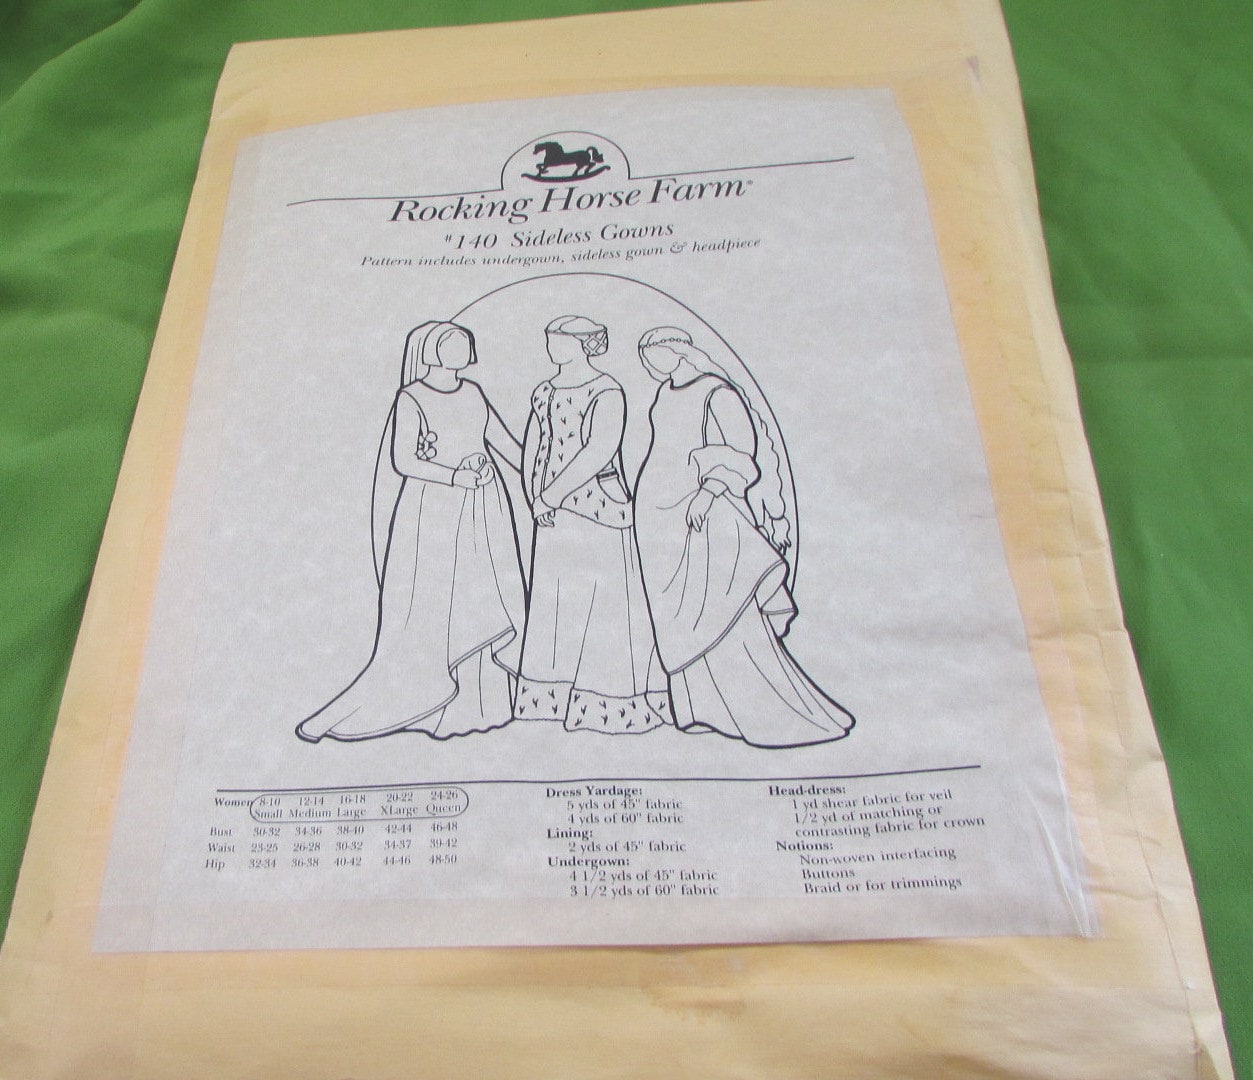 Rocking Horse Farm®
#140 Sideless Gowns
Pattern includes undergown, sideless gown & headpiece
Women 8-10 12-14 16-18 20-22 24-26
Small Medium Large XLarge Queen
Bust 30-32 34-36 38-40 42-44 46-48
Waist 23-25 26-28 30-32 34-37 39-42
Hip 32-34 36-38 40-42 44-46 48-50
Dress Yardage:
5 yds of 45" fabric
4 yds of 60" fabric
Lining:
2 yds of 45" fabric
Undergown:
4 1/2 yds of 45" fabric
3 1/2 yds of 60" fabric
Head-dress:
1 yd shear fabric for veil
1/2 yd of matching or
contrasting fabric for crown
Notions:
Non-woven interfacing
Buttons
Braid or for trimmings